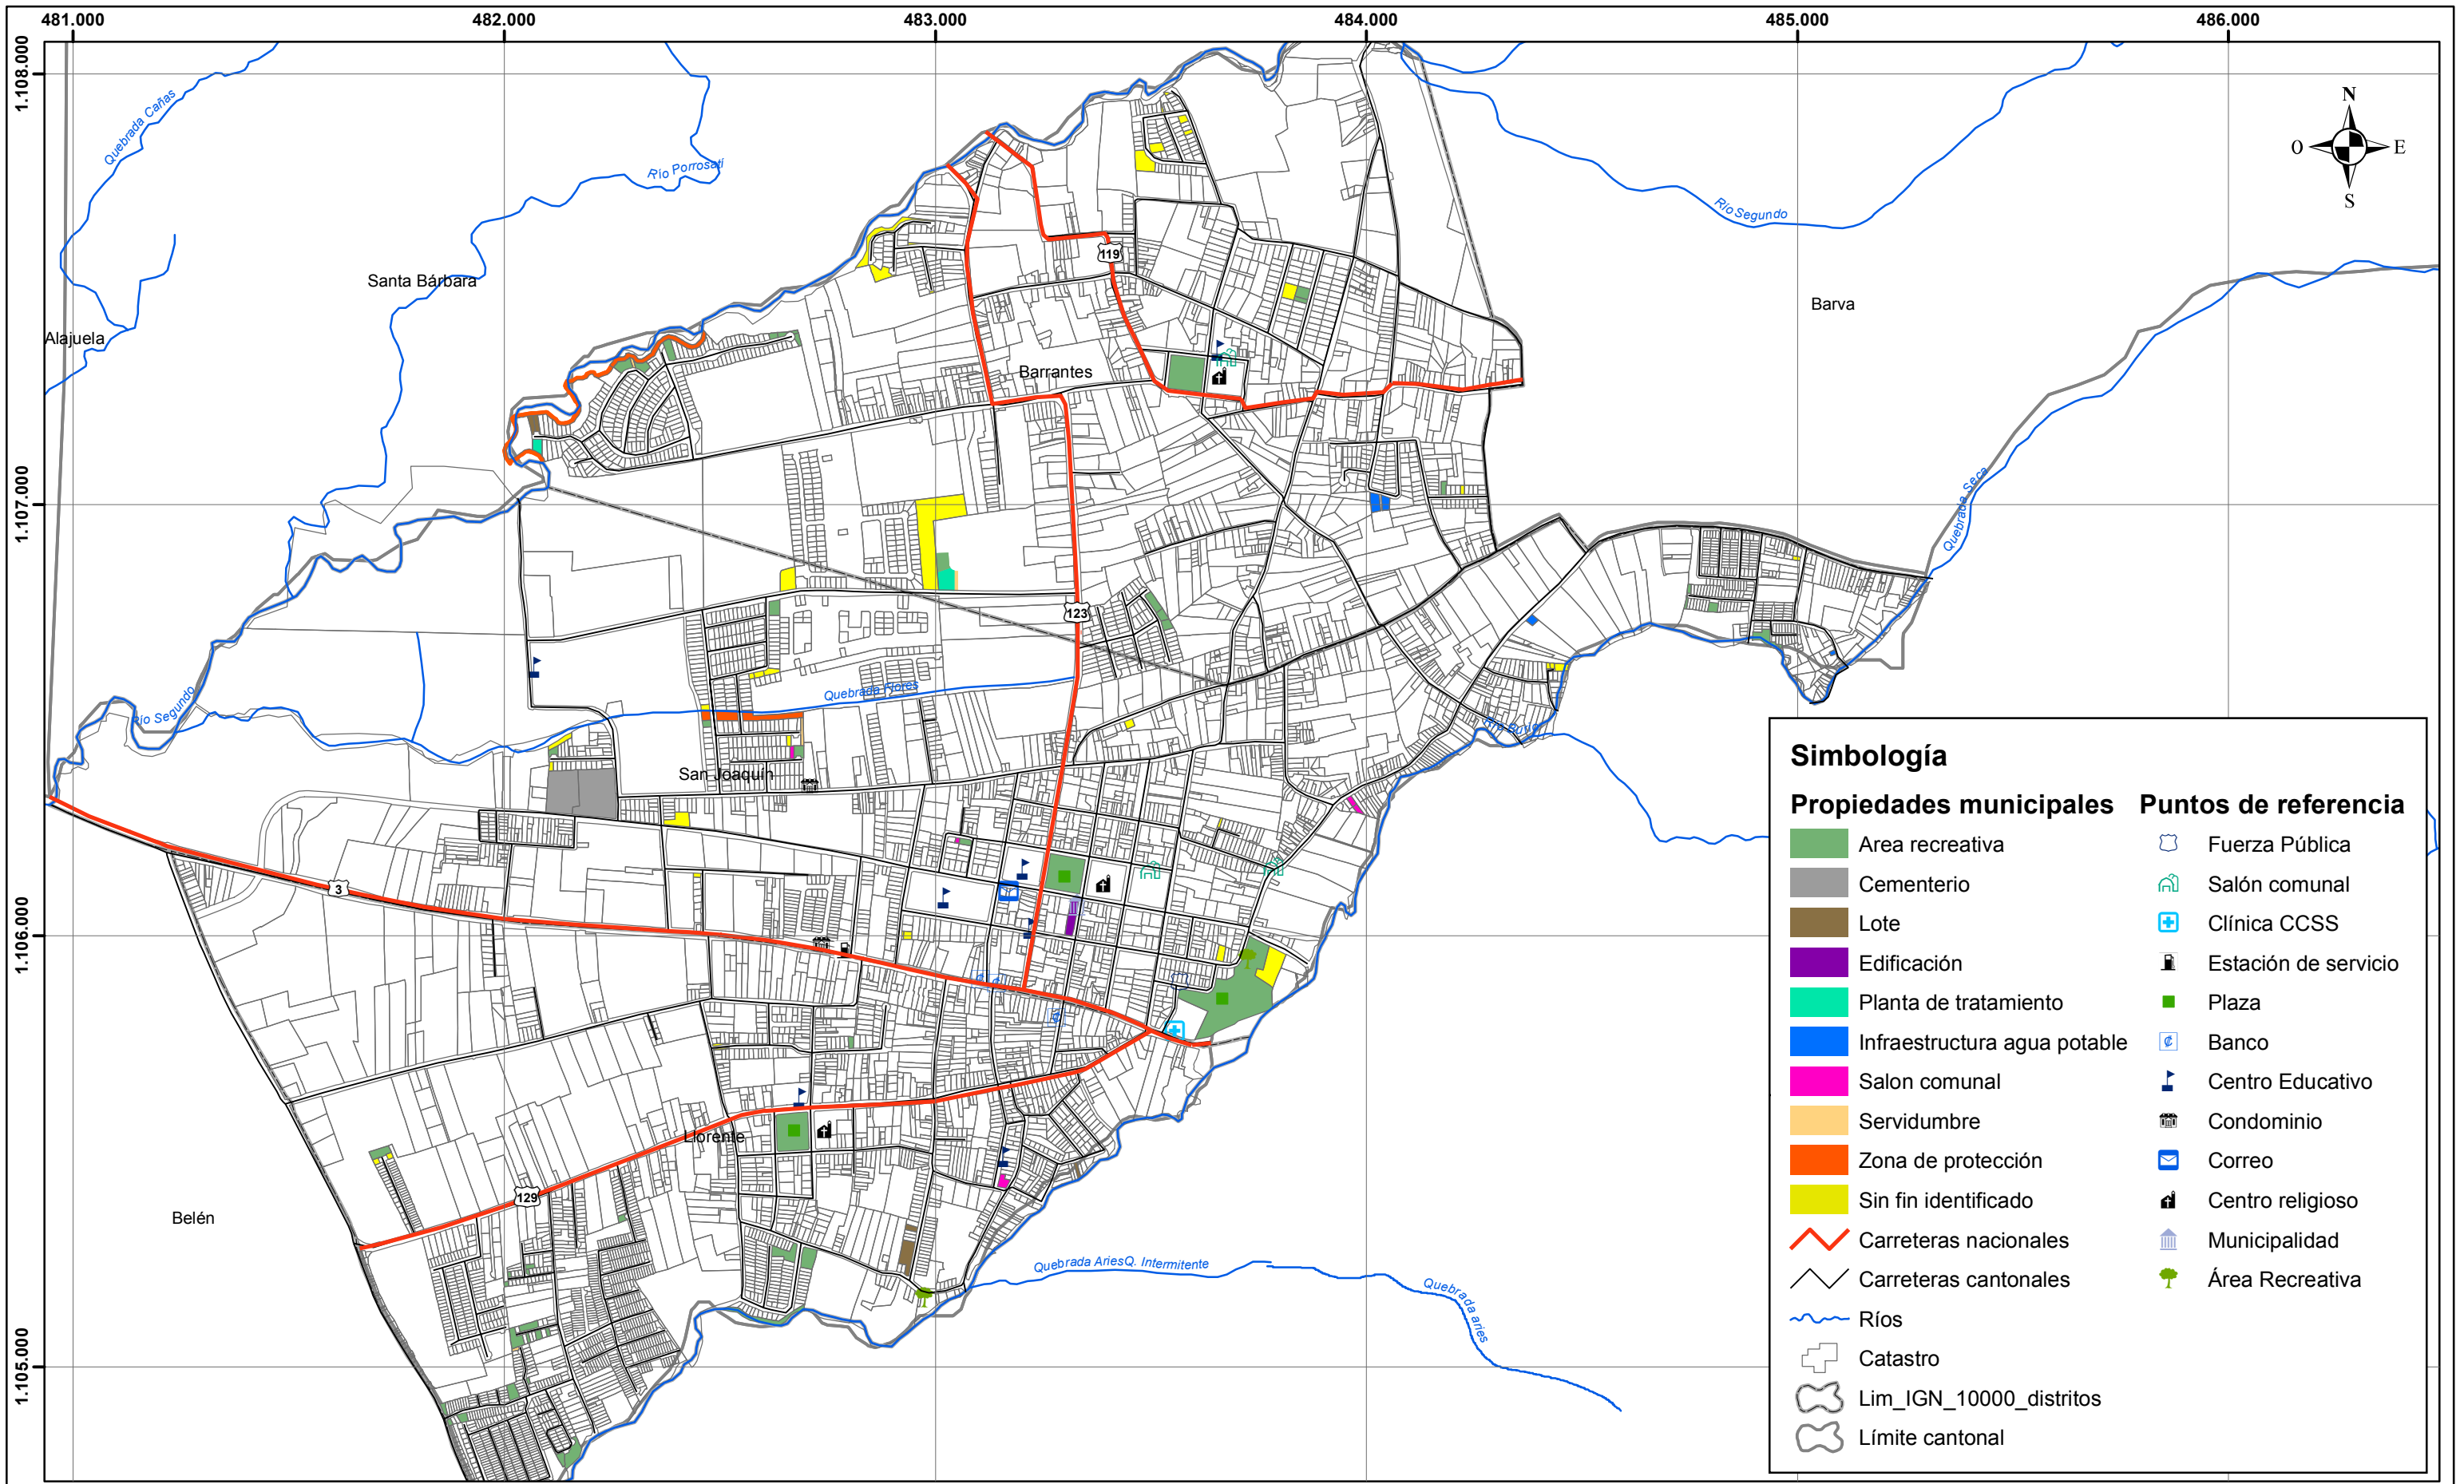 481.000 482.000 483.000 484.000 485.000 486.000
1.108.000
1.107.000
1.106.000
1.105.000
N
O E
S
Quebrada Cañas
Río Porrosatí
Río Segundo
Santa Bárbara
Barva
Alajuela
119
Barrantes
Quebrada Seca
123
Quebrada Flores
Río Segundo
San Joaquín
3
Llorente
129
Belén
Quebrada AriesQ. Intermitente
Quebrada aries
Simbología
Propiedades municipales
Area recreativa
Cementerio
Lote
Edificación
Planta de tratamiento
Infraestructura agua potable
Salon comunal
Servidumbre
Zona de protección
Sin fin identificado
Carreteras nacionales
Carreteras cantonales
Ríos
Catastro
Lim_IGN_10000_distritos
Límite cantonal
Puntos de referencia
Fuerza Pública
Salón comunal
Clínica CCSS
Estación de servicio
Plaza
Banco
Centro Educativo
Condominio
Correo
Centro religioso
Municipalidad
Área Recreativa